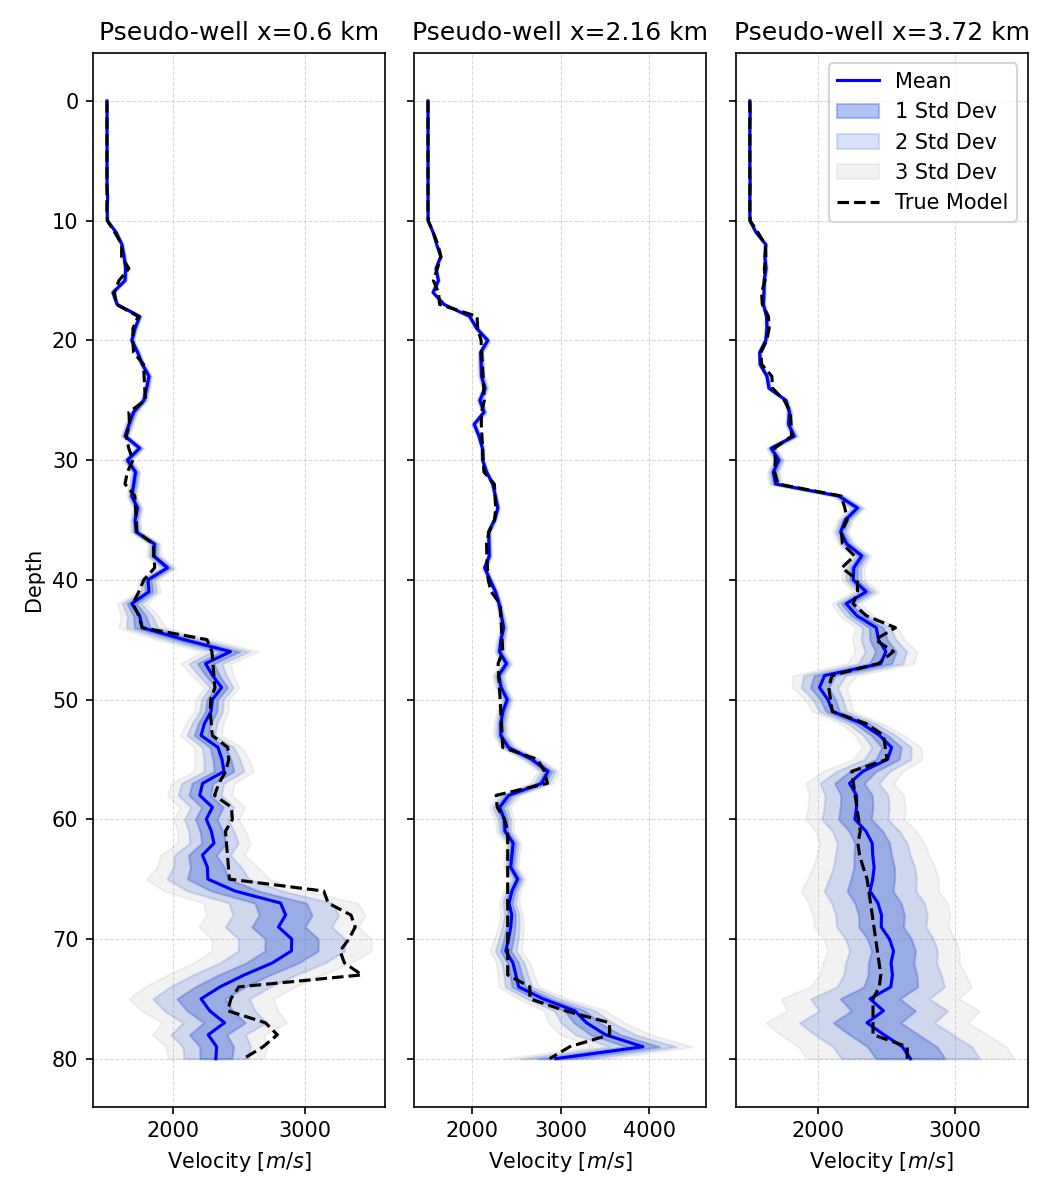 Pseudo-well x=0.6 km
Pseudo-well x=2.16 km
Pseudo-well x=3.72 km
Mean
1 Std Dev
2 Std Dev
3 Std Dev
True Model
Depth
0
10
20
30
40
50
60
70
80
2000 3000
2000 3000 4000
2000 3000
Velocity [m/s]
Velocity [m/s]
Velocity [m/s]